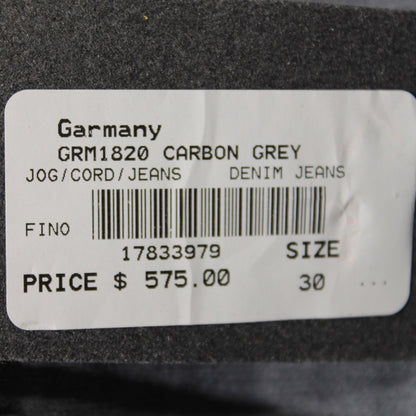 Garmany
GRM1820 CARBON GREY
JOG/CORD/JEANS DENIM JEANS
FINO
17833979 SIZE
PRICE $ 575.00 30 ...